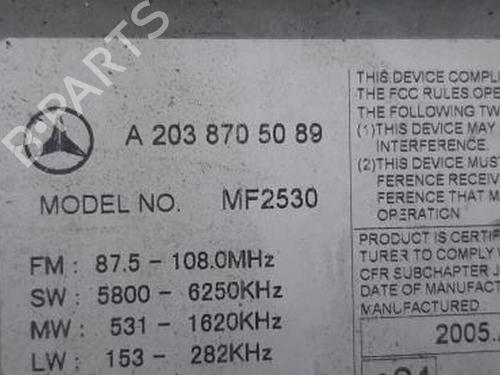 B-PARTS
A 203 870 50 89
MODEL NO. MF2530
FM : 87.5 - 108.0MHz
SW : 5800 - 6250KHz
MW : 531 - 1620KHz
LW : 153 - 282KHz
THIS DEVICE COMPL
THE FCC RULES OPE
THE FOLLOWING TW
(1)THIS DEVICE MAY
INTERFERENCE
(2)THIS DEVICE MUST
FERENCE RECEIV
FERENCE THAT M
OPERATION
PRODUCT IS CERTIF
TURER TO COMPLY W
CFR SUBCHAPTER J
DATE OF MANUFACT
MANUFACTURED
2005.